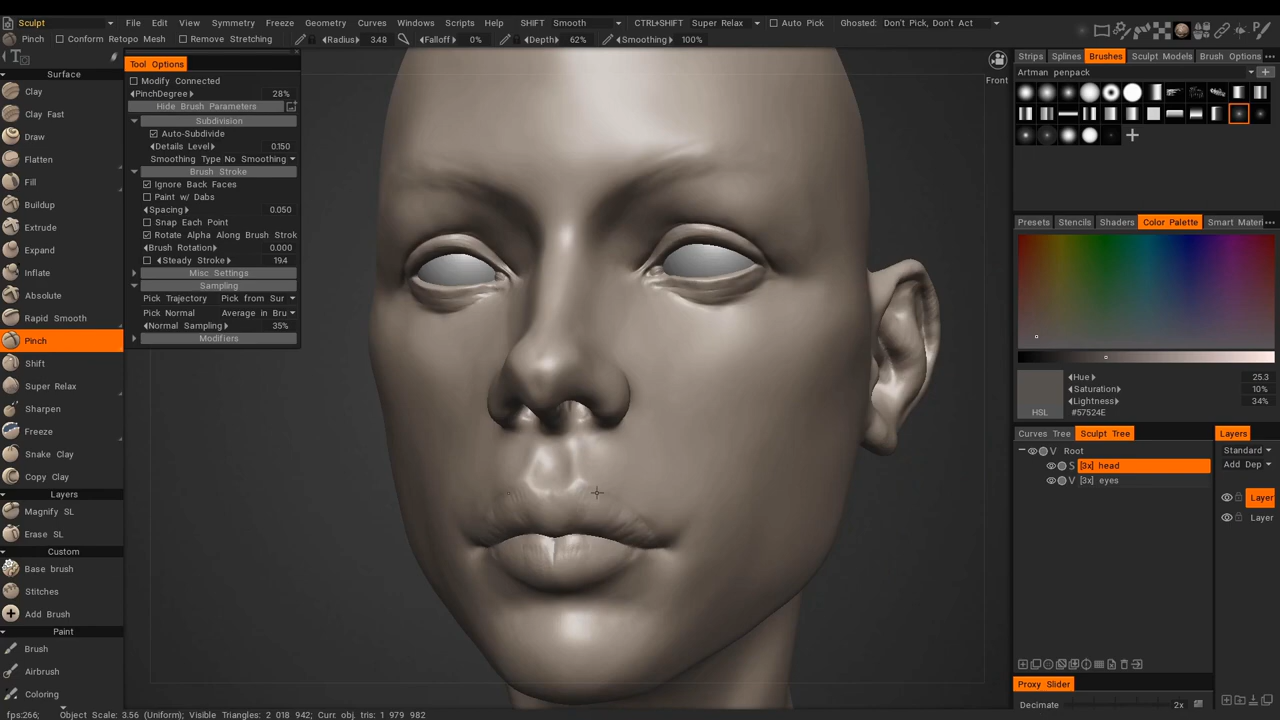 Sculpt File Edit View Symmetry Freeze Geometry Curves Windows Scripts Help SHIFT Smooth CTRL+SHIFT Super Relax Auto Pick Ghosted: Don't Pick, Don't Act
Pinch Conform Retopo Mesh Remove Stretching Radius 3.48 Falloff 0% Depth 62% Smoothing 100%
Front
Surface
Clay
Clay Fast
Draw
Flatten
Fill
Buildup
Extrude
Expand
Inflate
Absolute
Rapid Smooth
Pinch
Shift
Super Relax
Sharpen
Freeze
Snake Clay
Copy Clay
Layers
Magnify SL
Erase SL
Custom
Base brush
Stitches
Add Brush
Paint
Brush
Airbrush
Coloring
Tool Options
Modify Connected
PinchDegree 28%
Hide Brush Parameters
Subdivision
Auto-Subdivide
Details Level 0.150
Smoothing Type No Smoothing
Brush Stroke
Ignore Back Faces
Paint w/ Dabs
Spacing 0.050
Snap Each Point
Rotate Alpha Along Brush Strok
Brush Rotation 0.000
Steady Stroke 19.4
Misc Settings
Sampling
Pick Trajectory Pick from Sur
Pick Normal Average in Bru
Normal Sampling 35%
Modifiers
Strips Splines Brushes Sculpt Models Brush Options
Artman penpack
Presets Stencils Shaders Color Palette Smart Materi
Hue 25.3
Saturation 10%
Lightness 34%
HSL #57524E
Curves Tree Sculpt Tree
V Root
S [3x] head
V [3x] eyes
Layers
Standard
Add Dep
Layer
Layer
Proxy Slider
Decimate 2x
fps:266; Object Scale: 3.56 (Uniform); Visible Triangles: 2 018 942; Curr. obj. tris: 1 979 982